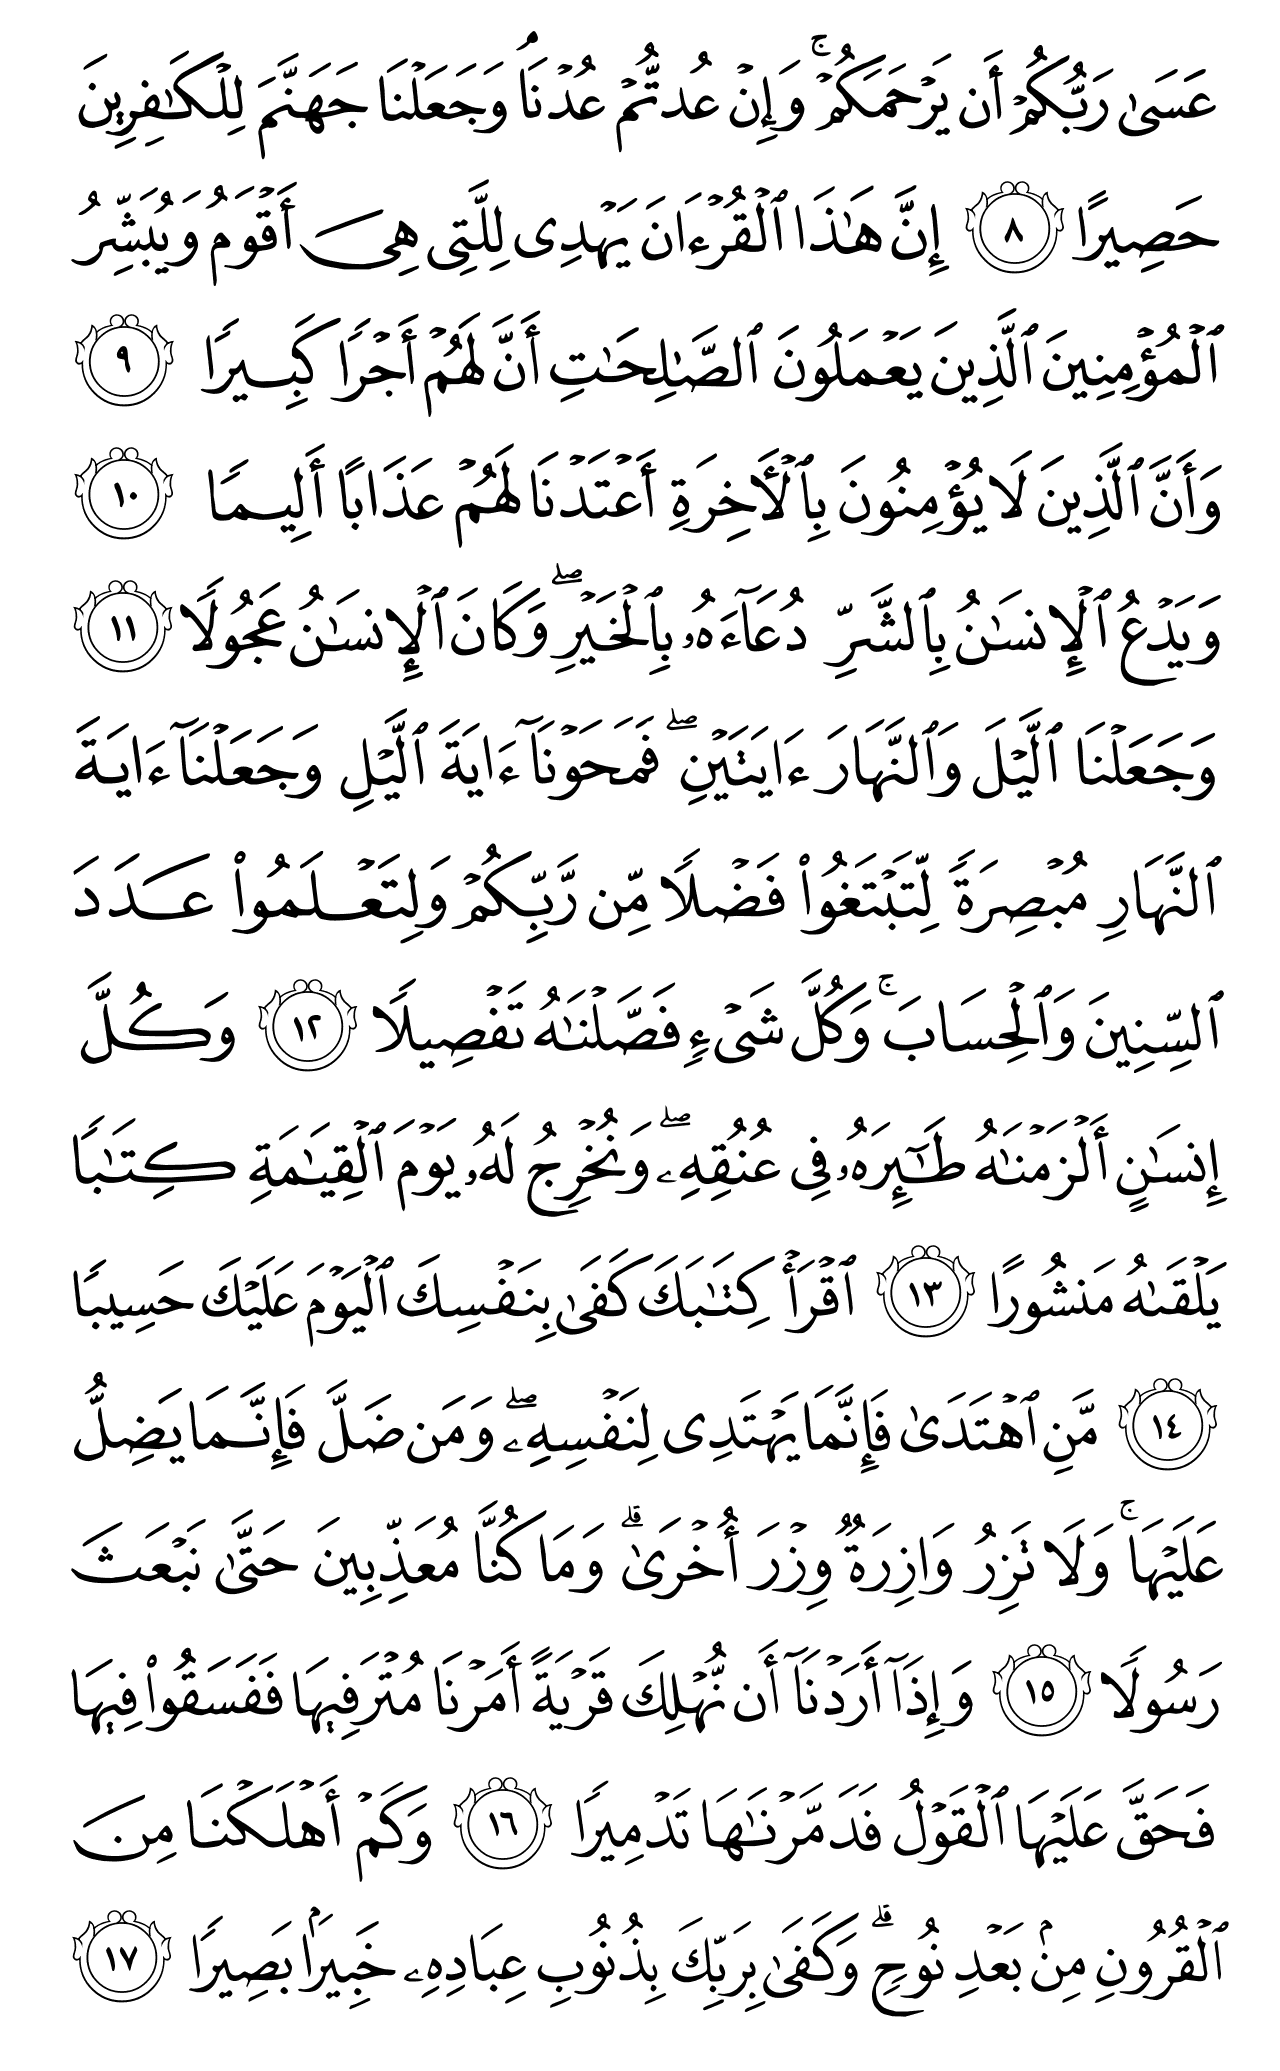 عَسَىٰ رَبُّكُمْ أَن يَرْحَمَكُمْ ۚ وَإِنْ عُدتُّمْ عُدْنَا ۘ وَجَعَلْنَا جَهَنَّمَ لِلْكَـٰفِرِينَ
حَصِيرًا ٨ إِنَّ هَـٰذَا ٱلْقُرْءَانَ يَهْدِى لِلَّتِى هِىَ أَقْوَمُ وَيُبَشِّرُ
ٱلْمُؤْمِنِينَ ٱلَّذِينَ يَعْمَلُونَ ٱلصَّـٰلِحَـٰتِ أَنَّ لَهُمْ أَجْرًا كَبِيرًا ٩
وَأَنَّ ٱلَّذِينَ لَا يُؤْمِنُونَ بِٱلْـَٔاخِرَةِ أَعْتَدْنَا لَهُمْ عَذَابًا أَلِيمًا ١٠
وَيَدْعُ ٱلْإِنسَـٰنُ بِٱلشَّرِّ دُعَآءَهُۥ بِٱلْخَيْرِ ۖ وَكَانَ ٱلْإِنسَـٰنُ عَجُولًا ١١
وَجَعَلْنَا ٱلَّيْلَ وَٱلنَّهَارَ ءَايَتَيْنِ ۖ فَمَحَوْنَآ ءَايَةَ ٱلَّيْلِ وَجَعَلْنَآ ءَايَةَ
ٱلنَّهَارِ مُبْصِرَةً لِّتَبْتَغُوا۟ فَضْلًا مِّن رَّبِّكُمْ وَلِتَعْلَمُوا۟ عَدَدَ
ٱلسِّنِينَ وَٱلْحِسَابَ ۚ وَكُلَّ شَىْءٍ فَصَّلْنَـٰهُ تَفْصِيلًا ١٢ وَكُلَّ
إِنسَـٰنٍ أَلْزَمْنَـٰهُ طَـٰٓئِرَهُۥ فِى عُنُقِهِۦ ۖ وَنُخْرِجُ لَهُۥ يَوْمَ ٱلْقِيَـٰمَةِ كِتَـٰبًا
يَلْقَىٰهُ مَنشُورًا ١٣ ٱقْرَأْ كِتَـٰبَكَ كَفَىٰ بِنَفْسِكَ ٱلْيَوْمَ عَلَيْكَ حَسِيبًا
١٤ مَّنِ ٱهْتَدَىٰ فَإِنَّمَا يَهْتَدِى لِنَفْسِهِۦ ۖ وَمَن ضَلَّ فَإِنَّمَا يَضِلُّ
عَلَيْهَا ۚ وَلَا تَزِرُ وَازِرَةٌ وِزْرَ أُخْرَىٰ ۗ وَمَا كُنَّا مُعَذِّبِينَ حَتَّىٰ نَبْعَثَ
رَسُولًا ١٥ وَإِذَآ أَرَدْنَآ أَن نُّهْلِكَ قَرْيَةً أَمَرْنَا مُتْرَفِيهَا فَفَسَقُوا۟ فِيهَا
فَحَقَّ عَلَيْهَا ٱلْقَوْلُ فَدَمَّرْنَـٰهَا تَدْمِيرًا ١٦ وَكَمْ أَهْلَكْنَا مِنَ
ٱلْقُرُونِ مِنۢ بَعْدِ نُوحٍ ۗ وَكَفَىٰ بِرَبِّكَ بِذُنُوبِ عِبَادِهِۦ خَبِيرًۢا بَصِيرًا ١٧